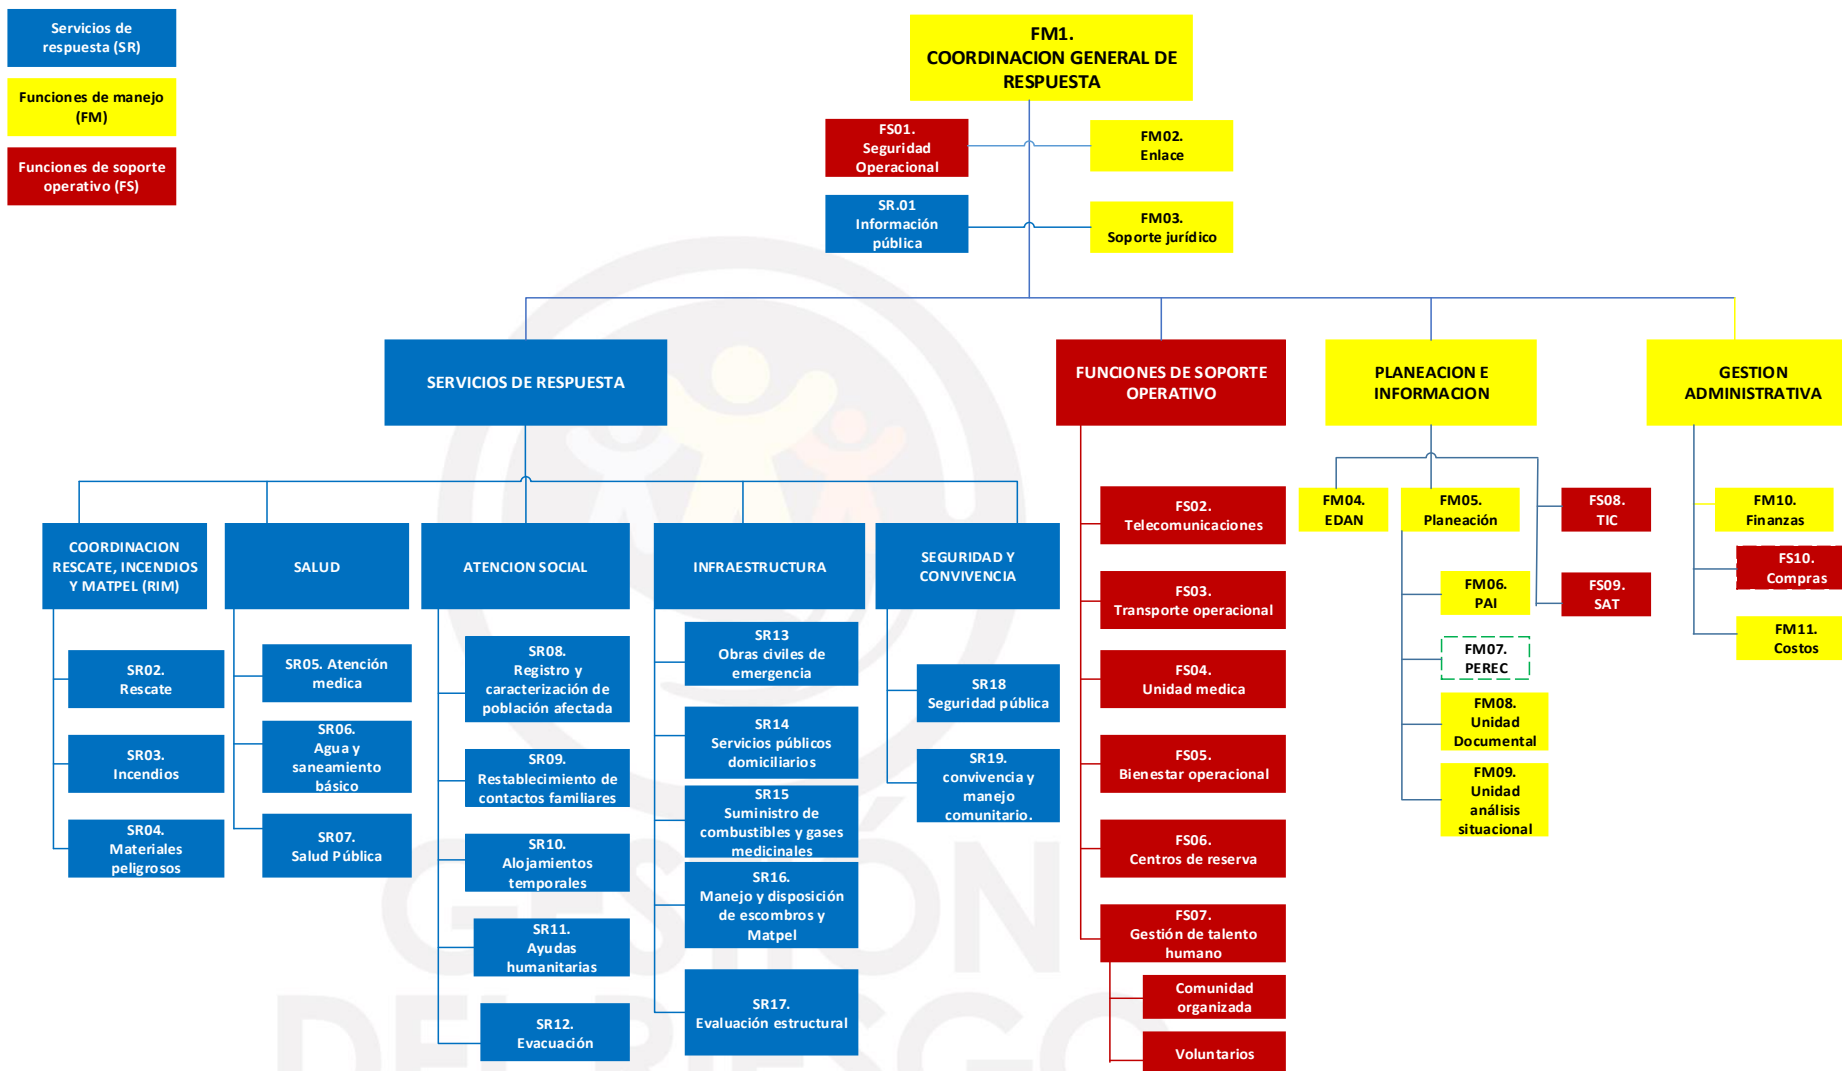 Servicios de
respuesta (SR)
Funciones de manejo
(FM)
Funciones de soporte
operativo (FS)
FM1.
COORDINACION GENERAL DE
RESPUESTA
FS01.
Seguridad
Operacional
FM02.
Enlace
SR.01
Información
pública
FM03.
Soporte jurídico
SERVICIOS DE RESPUESTA
FUNCIONES DE SOPORTE
OPERATIVO
PLANEACION E
INFORMACION
GESTION
ADMINISTRATIVA
COORDINACION
RESCATE, INCENDIOS
Y MATPEL (RIM)
SR02.
Rescate
SR03.
Incendios
SR04.
Materiales
peligrosos
SALUD
SR05. Atención
medica
SR06.
Agua y
saneamiento
básico
SR07.
Salud Pública
ATENCION SOCIAL
SR08.
Registro y
caracterización de
población afectada
SR09.
Restablecimiento de
contactos familiares
SR10.
Alojamientos
temporales
SR11.
Ayudas
humanitarias
SR12.
Evacuación
INFRAESTRUCTURA
SR13
Obras civiles de
emergencia
SR14
Servicios públicos
domiciliarios
SR15
Suministro de
combustibles y gases
medicinales
SR16.
Manejo y disposición
de escombros y
Matpel
SR17.
Evaluación estructural
SEGURIDAD Y
CONVIVENCIA
SR18
Seguridad pública
SR19.
convivencia y
manejo
comunitario.
FS02.
Telecomunicaciones
FS03.
Transporte operacional
FS04.
Unidad medica
FS05.
Bienestar operacional
FS06.
Centros de reserva
FS07.
Gestión de talento
humano
Comunidad
organizada
Voluntarios
FM04.
EDAN
FM05.
Planeación
FM06.
PAI
FM07.
PEREC
FM08.
Unidad
Documental
FM09.
Unidad
análisis
situacional
FS08.
TIC
FS09.
SAT
FM10.
Finanzas
FS10.
Compras
FM11.
Costos
GESTIÓN
DEL RIESGO